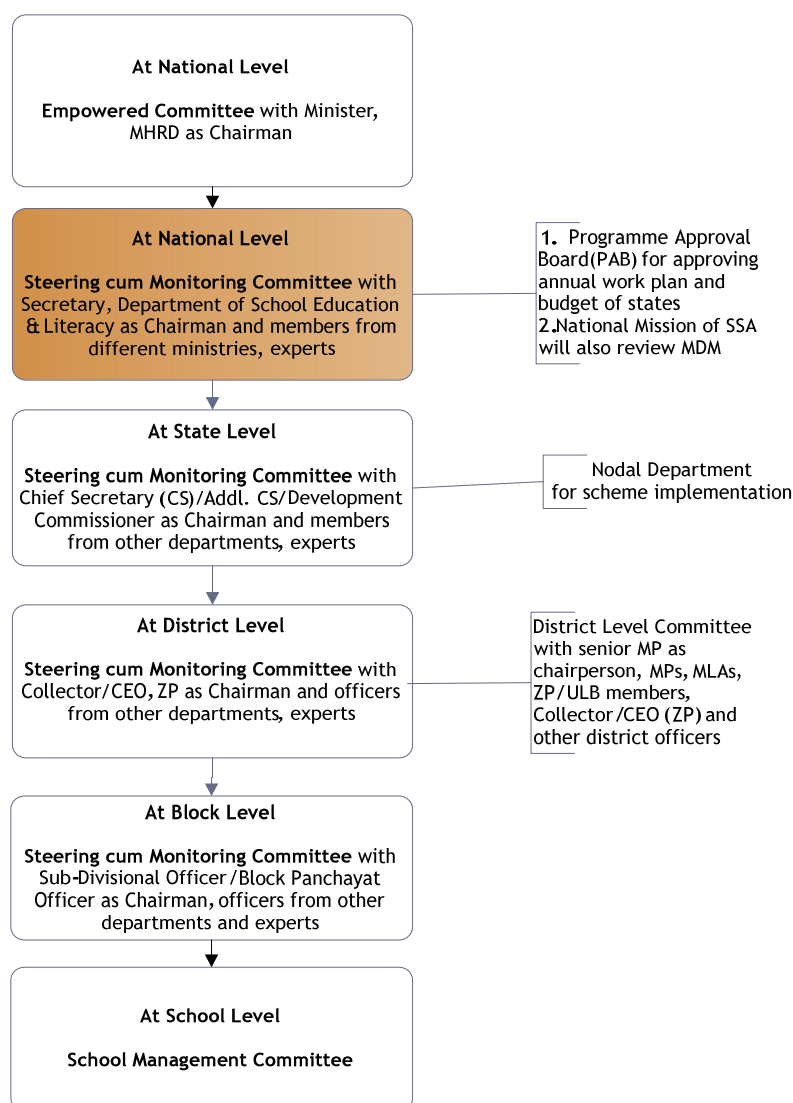 At National Level
Empowered Committee with Minister,
MHRD as Chairman
At National Level
Steering cum Monitoring Committee with
Secretary, Department of School Education
& Literacy as Chairman and members from
different ministries, experts
1. Programme Approval
Board(PAB) for approving
annual work plan and
budget of states
2.National Mission of SSA
will also review MDM
At State Level
Steering cum Monitoring Committee with
Chief Secretary (CS)/Addl. CS/Development
Commissioner as Chairman and members
from other departments, experts
Nodal Department
for scheme implementation
At District Level
Steering cum Monitoring Committee with
Collector/CEO, ZP as Chairman and officers
from other departments, experts
District Level Committee
with senior MP as
chairperson, MPs, MLAs,
ZP/ULB members,
Collector/CEO (ZP) and
other district officers
At Block Level
Steering cum Monitoring Committee with
Sub-Divisional Officer/Block Panchayat
Officer as Chairman, officers from other
departments and experts
At School Level
School Management Committee